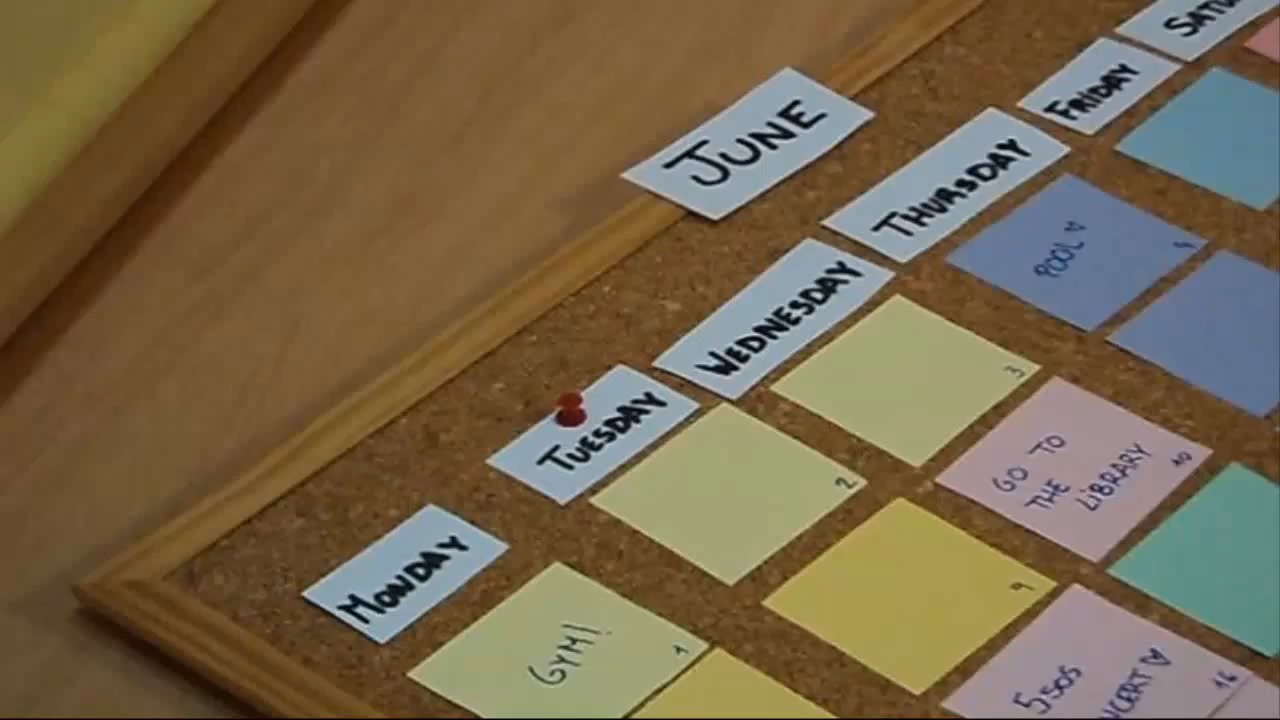 JUNE
MONDAY
TUESDAY
WEDNESDAY
THURSDAY
FRIDAY
GYM!
1
2
3
POOL
4
9
GO TO
THE
LIBRARY
10
5SOS
16